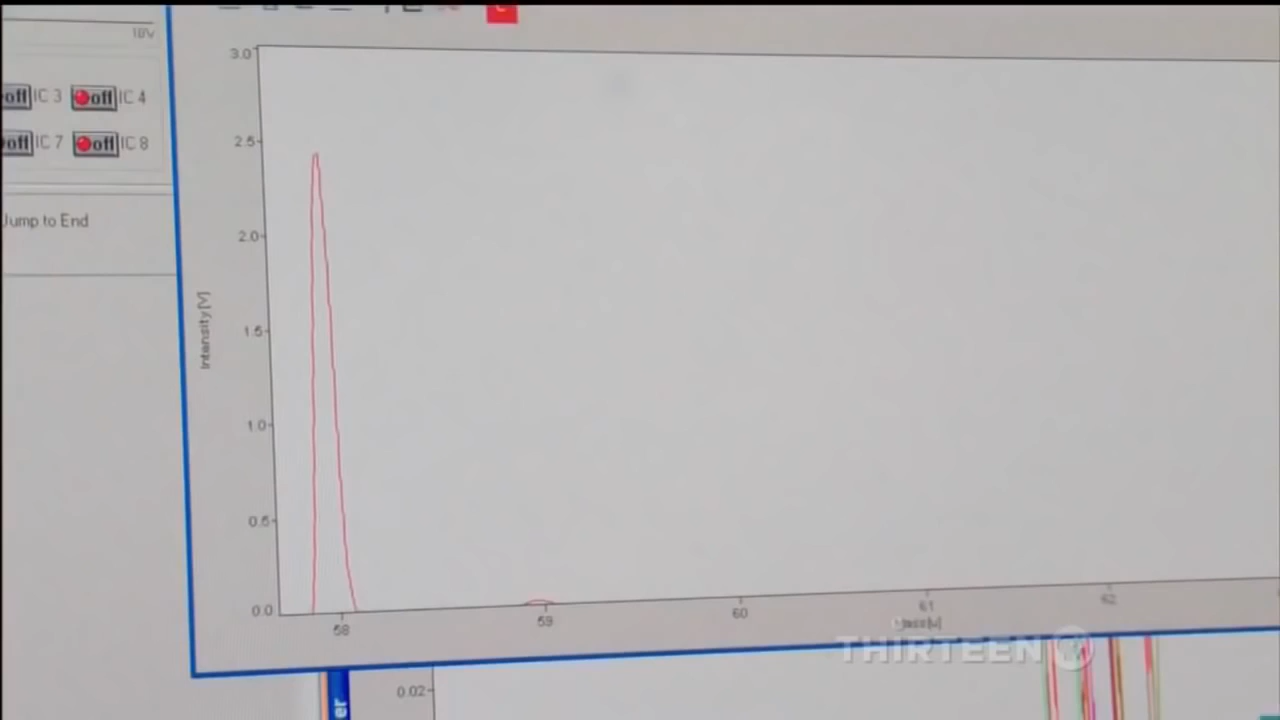 18V
3.0
off IC 3 off IC 4
2.5
off IC 7 off IC 8
Jump to End
2.0
Intensity [V]
1.5
1.0
0.5
0.0
58 59 60 61 62
Mass[u]
THIRTEEN
er
0.02